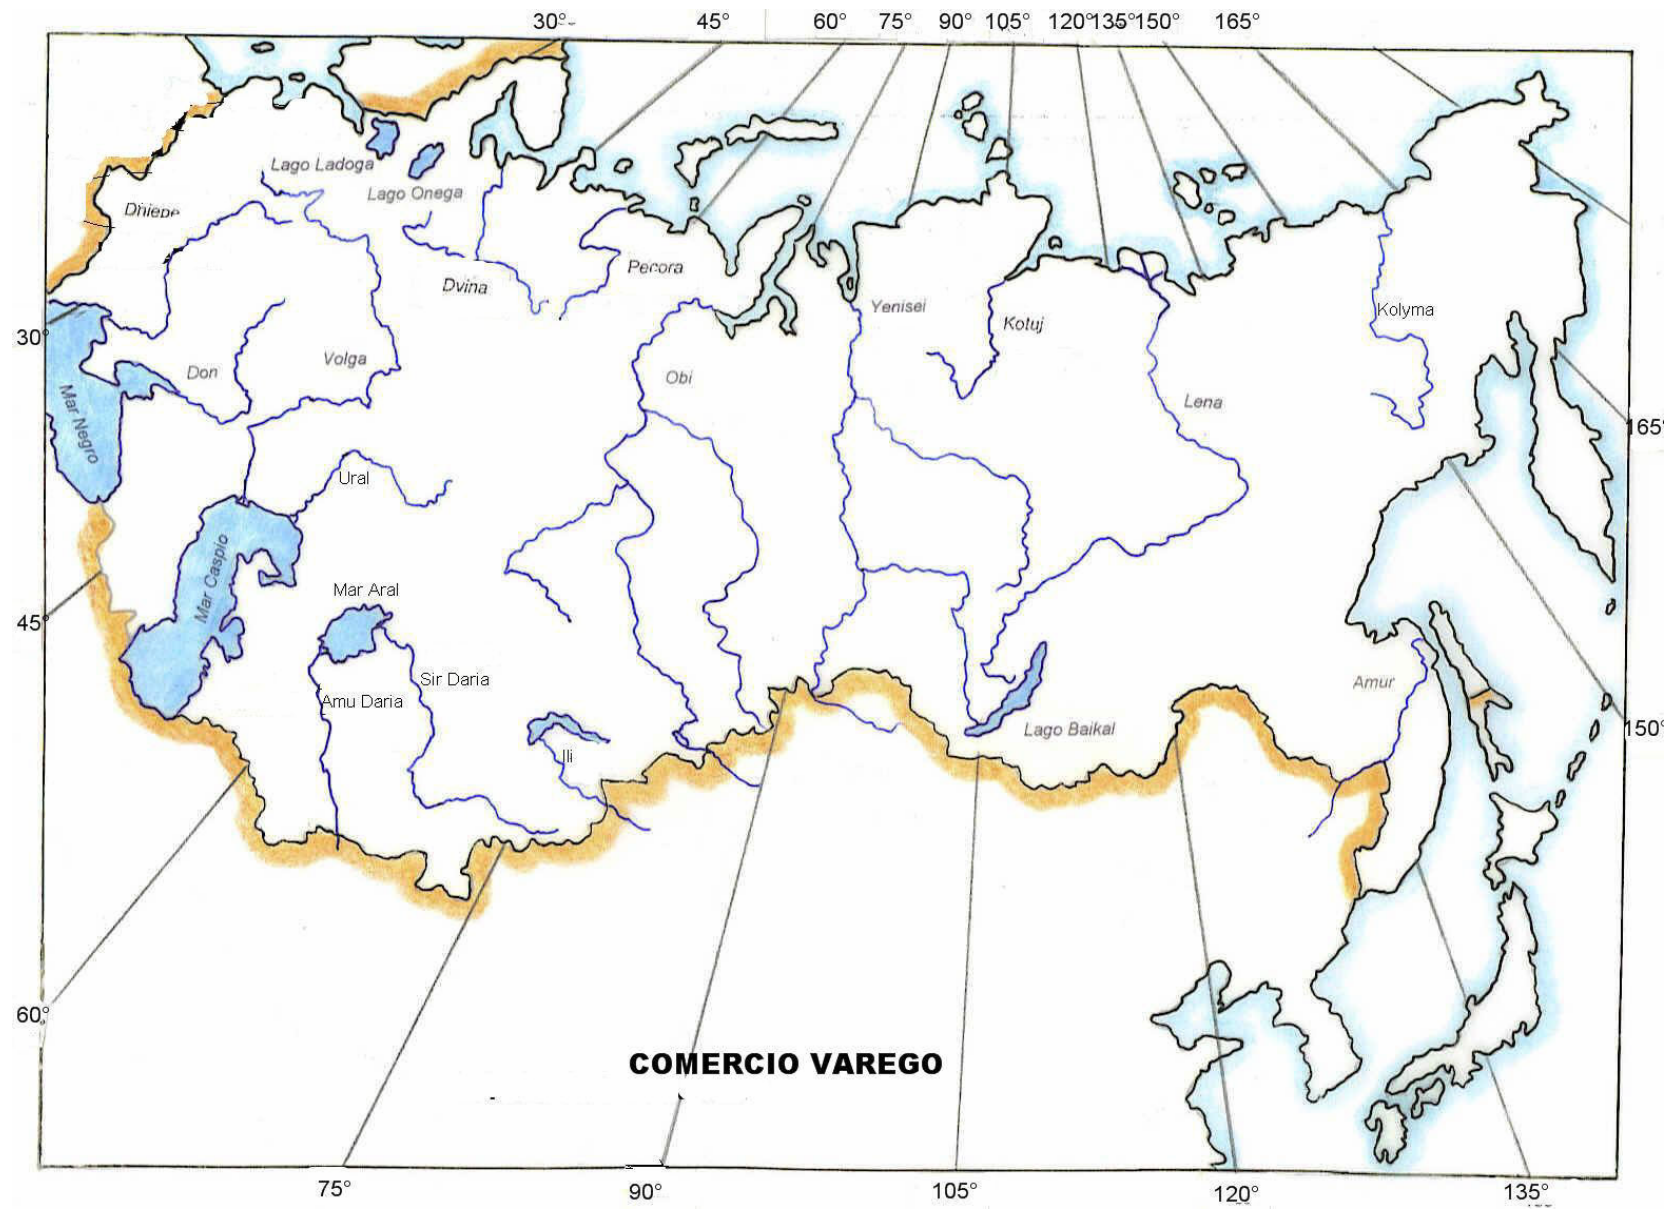 30°
45°
60°
75°
90°
105°
120°
135°
150°
165°
Lago Ladoga
Lago Onega
Dniepe
Pecora
Dvina
Yenisei
Kotuj
Kolyma
30°
Volga
Don
Obi
Lena
Mar Negro
165°
Ural
Mar Caspio
Mar Aral
45°
Sir Daria
Amu Daria
Amur
Lago Baikal
150°
Ili
60°
COMERCIO VAREGO
75°
90°
105°
120°
135°